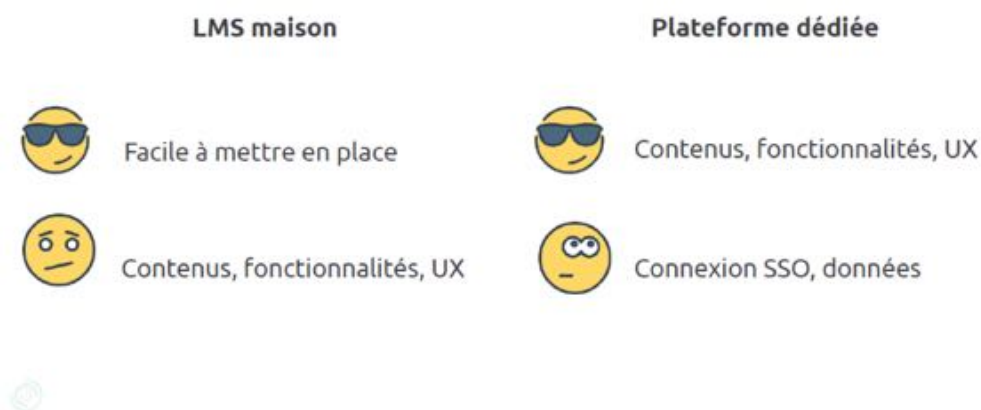 LMS maison
Plateforme dédiée
Facile à mettre en place
Contenus, fonctionnalités, UX
Contenus, fonctionnalités, UX
Connexion SSO, données